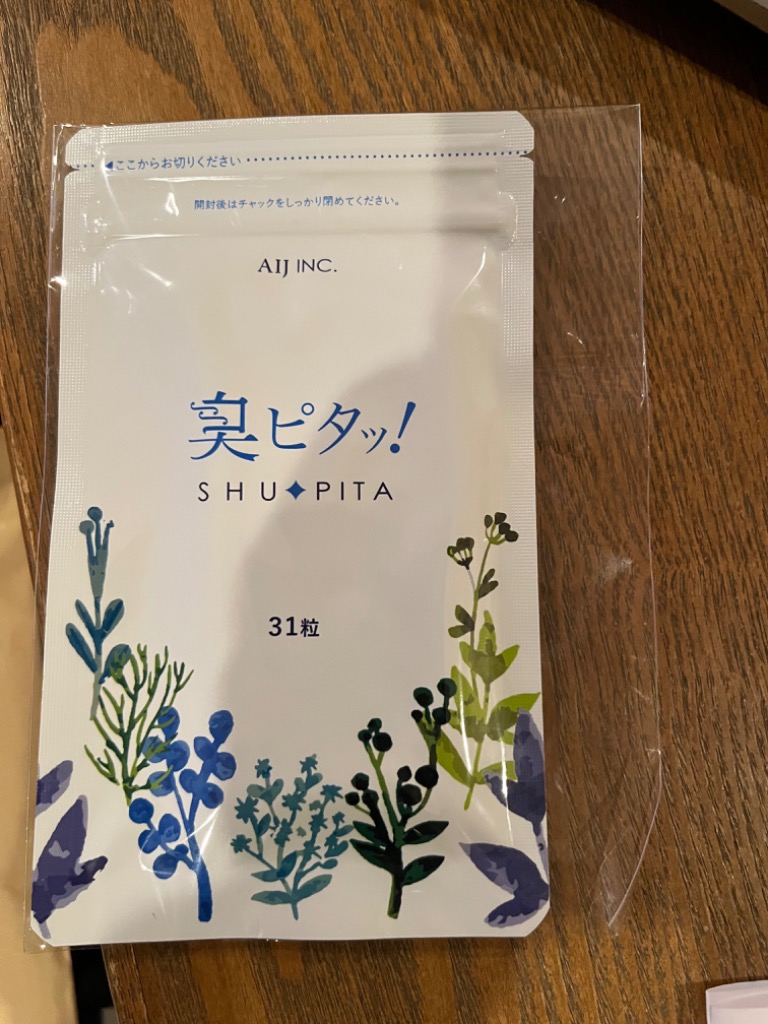 ◀ここからお切りください
開封後はチャックをしっかり閉めてください。
AIJ INC.
臭ピタッ!
SHU✦PITA
31粒